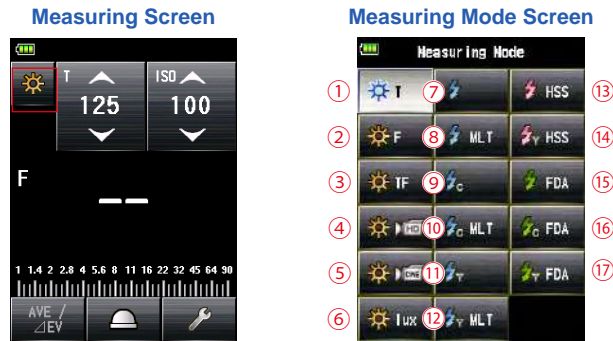 Measuring Screen
T
ISO
125
100
F
1 1.4 2 2.8 4 5.6 8 11 16 22 32 45 64 90
AVE /
⊿EV
Measuring Mode Screen
Measuring Mode
① T ⑦ HSS ⑬
② F ⑧ MLT Y HSS ⑭
③ TF ⑨ C FDA ⑮
④ HD ⑩ C MLT C FDA ⑯
⑤ CINE ⑪ Y Y FDA ⑰
⑥ lux ⑫ Y MLT